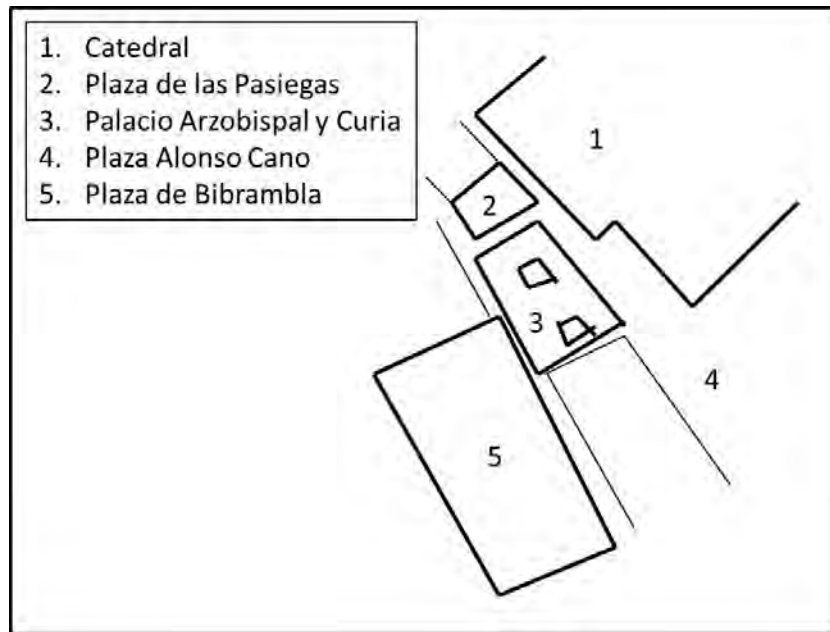 1. Catedral
2. Plaza de las Pasiegas
3. Palacio Arzobispal y Curia
4. Plaza Alonso Cano
5. Plaza de Bibrambla
1
2
3
4
5